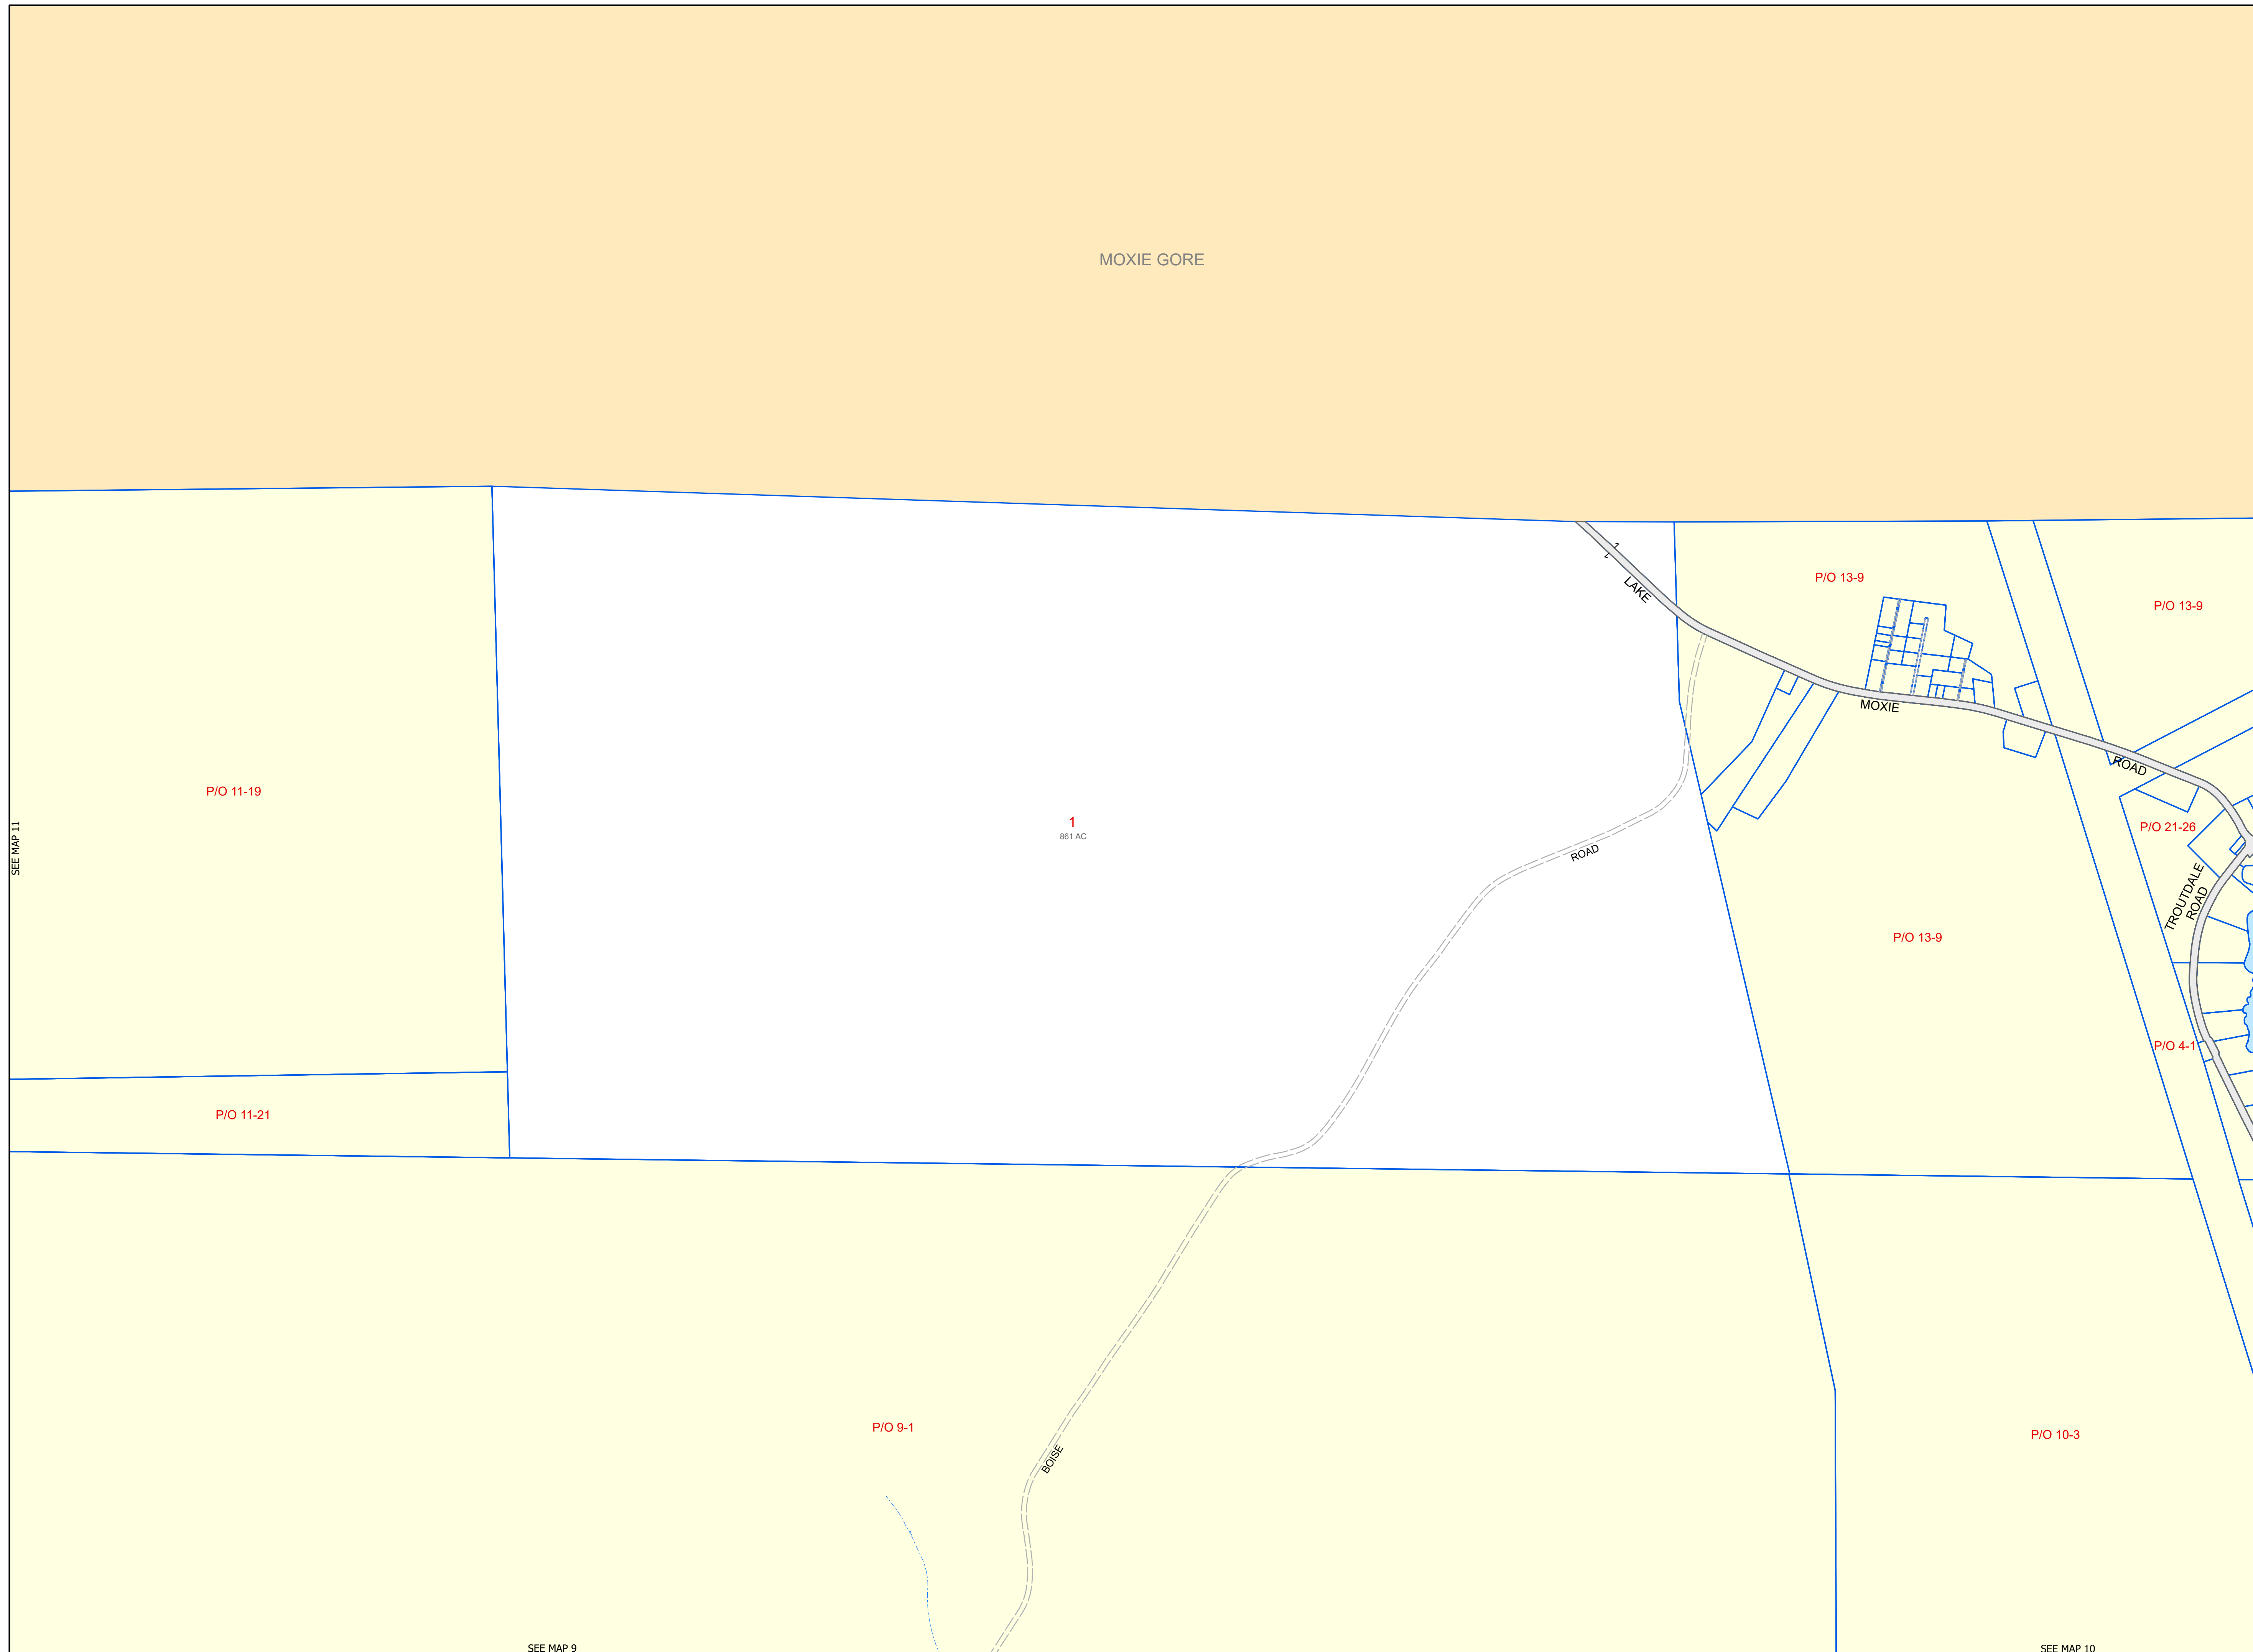 MOXIE GORE
1
1
LAKE
P/O 13-9
P/O 13-9
MOXIE
ROAD
P/O 11-19
SEE MAP 11
1
861 AC
ROAD
P/O 21-26
TROUTDALE
ROAD
P/O 13-9
P/O 4-1
P/O 11-21
P/O 9-1
BOISE
P/O 10-3
SEE MAP 9
SEE MAP 10